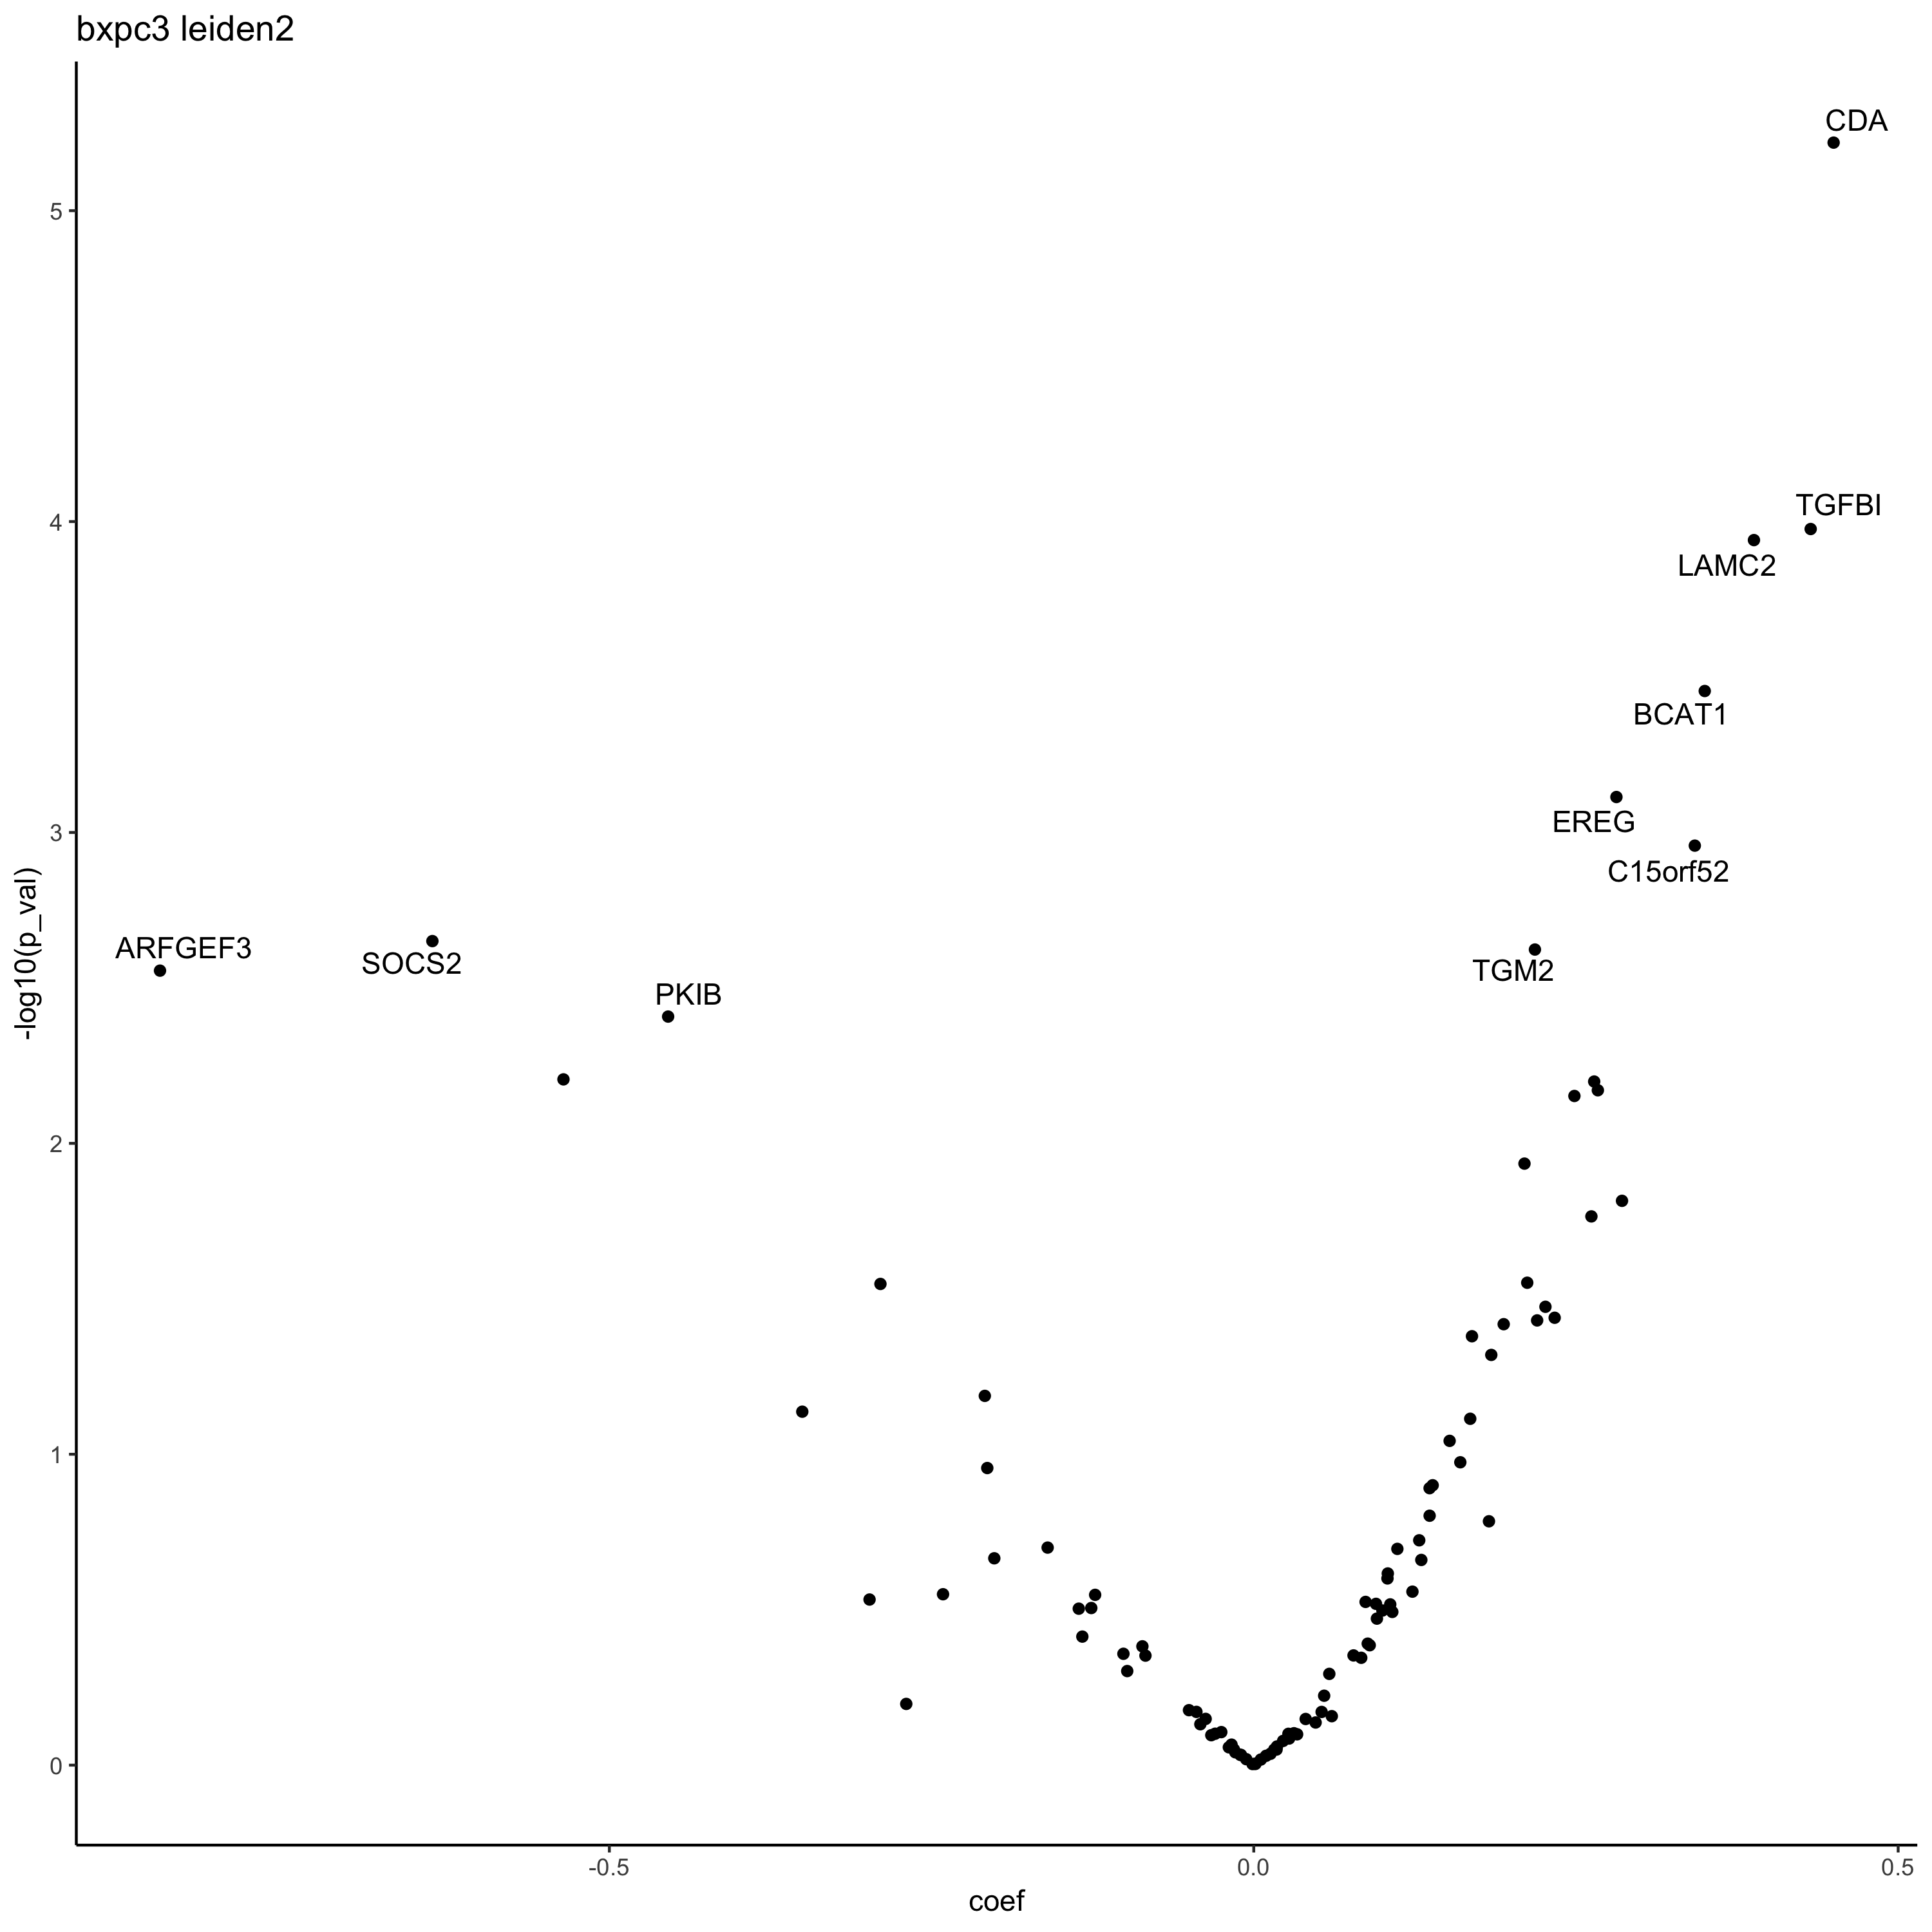 bxpc3 leiden2
CDA
5
TGFBI
4
LAMC2
BCAT1
EREG
3
C15orf52
-log10(p_val)
ARFGEF3
SOCS2
TGM2
PKIB
2
1
0
-0.5
0.0
0.5
coef